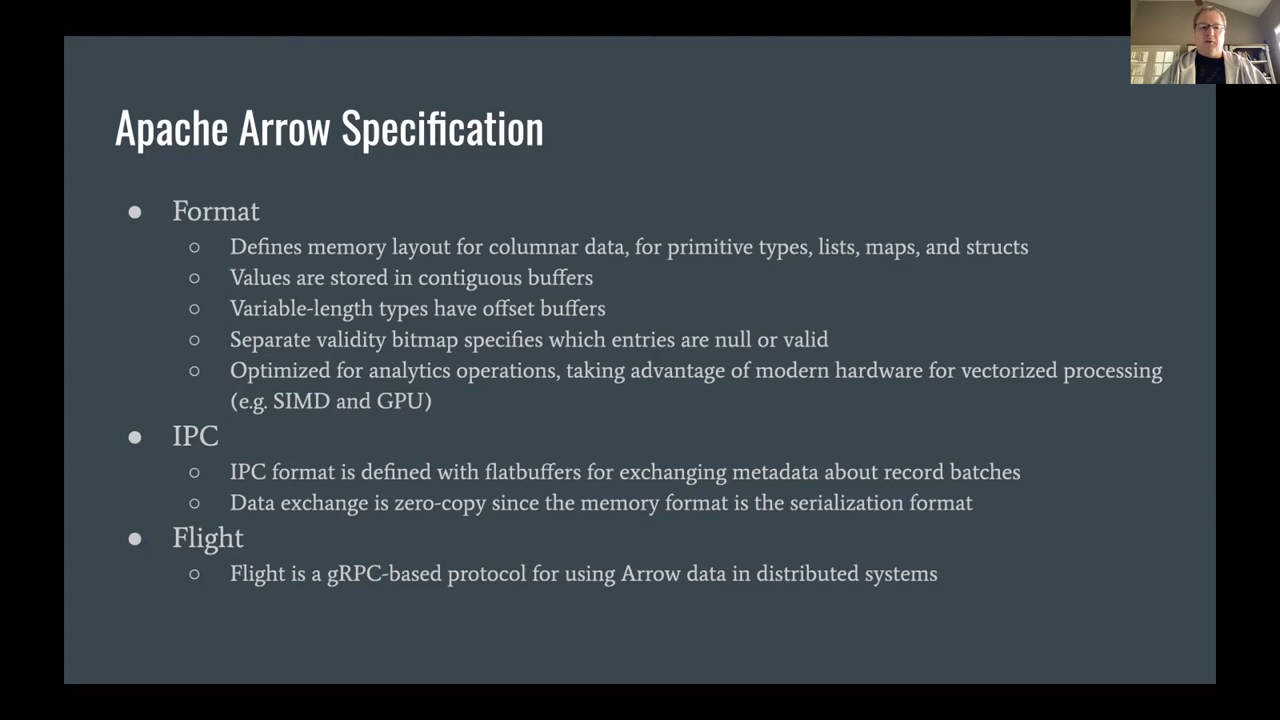 Apache Arrow Specification
● Format
○ Defines memory layout for columnar data, for primitive types, lists, maps, and structs
○ Values are stored in contiguous buffers
○ Variable-length types have offset buffers
○ Separate validity bitmap specifies which entries are null or valid
○ Optimized for analytics operations, taking advantage of modern hardware for vectorized processing
(e.g. SIMD and GPU)
● IPC
○ IPC format is defined with flatbuffers for exchanging metadata about record batches
○ Data exchange is zero-copy since the memory format is the serialization format
● Flight
○ Flight is a gRPC-based protocol for using Arrow data in distributed systems